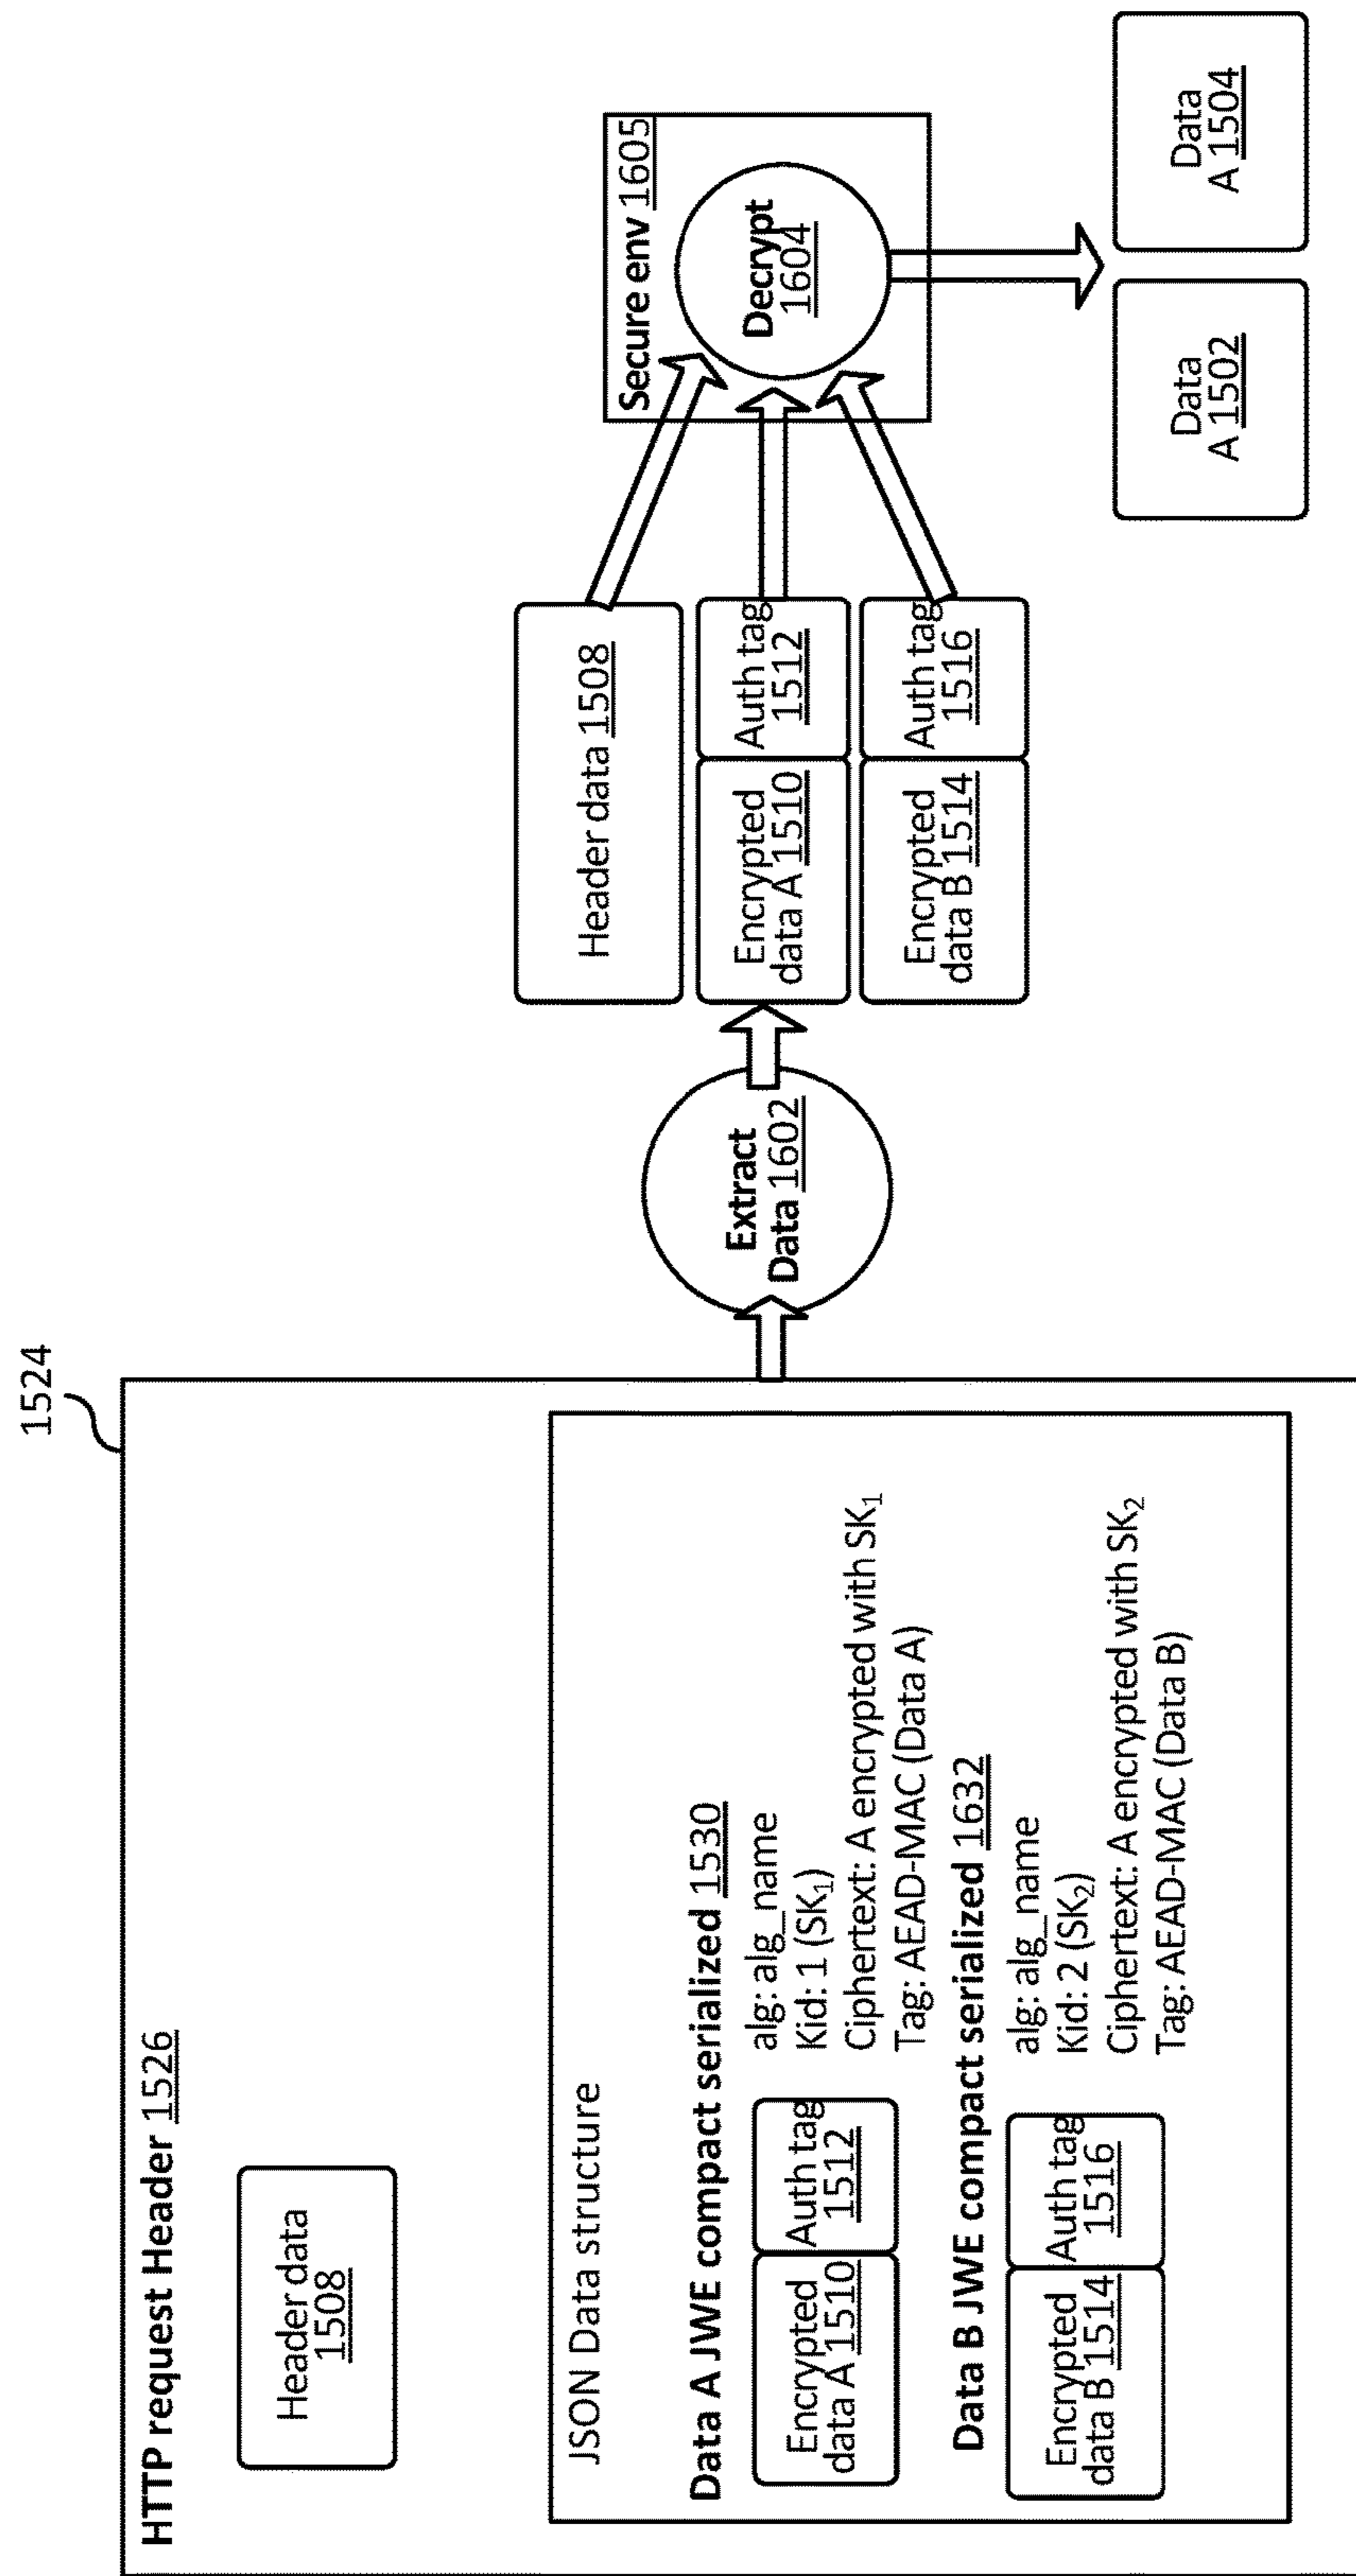 1524
HTTP request Header 1526
Header data
1508
JSON Data structure
Data A JWE compact serialized 1530
Encrypted
data A 1510
Auth tag
1512
alg: alg_name
Kid: 1 (SK₁)
Ciphertext: A encrypted with SK₁
Tag: AEAD-MAC (Data A)
Data B JWE compact serialized 1632
Encrypted
data B 1514
Auth tag
1516
alg: alg_name
Kid: 2 (SK₂)
Ciphertext: A encrypted with SK₂
Tag: AEAD-MAC (Data B)
Extract
Data 1602
Header data 1508
Encrypted
data A 1510
Auth tag
1512
Encrypted
data B 1514
Auth tag
1516
Secure env 1605
Decrypt
1604
Data
A 1502
Data
A 1504